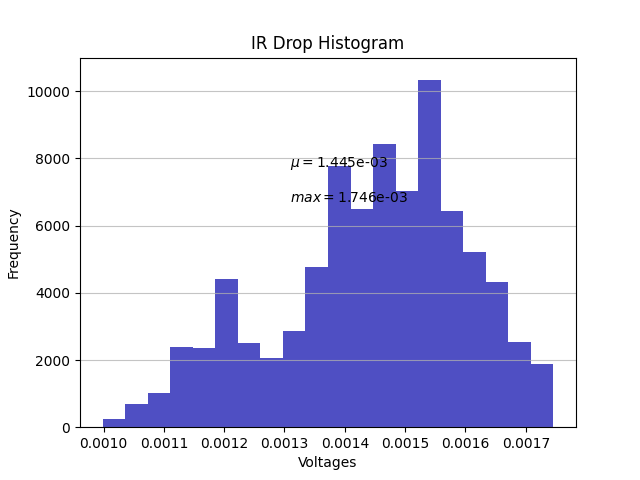 IR Drop Histogram
10000
8000
6000
4000
2000
0
Frequency
μ = 1.445e-03
max = 1.746e-03
0.0010 0.0011 0.0012 0.0013 0.0014 0.0015 0.0016 0.0017
Voltages